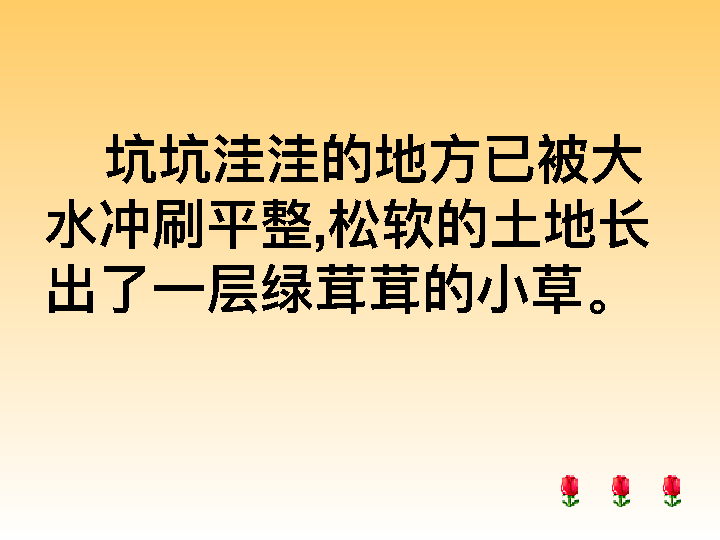 坑坑洼洼的地方已被大
水冲刷平整,松软的土地长
出了一层绿茸茸的小草。